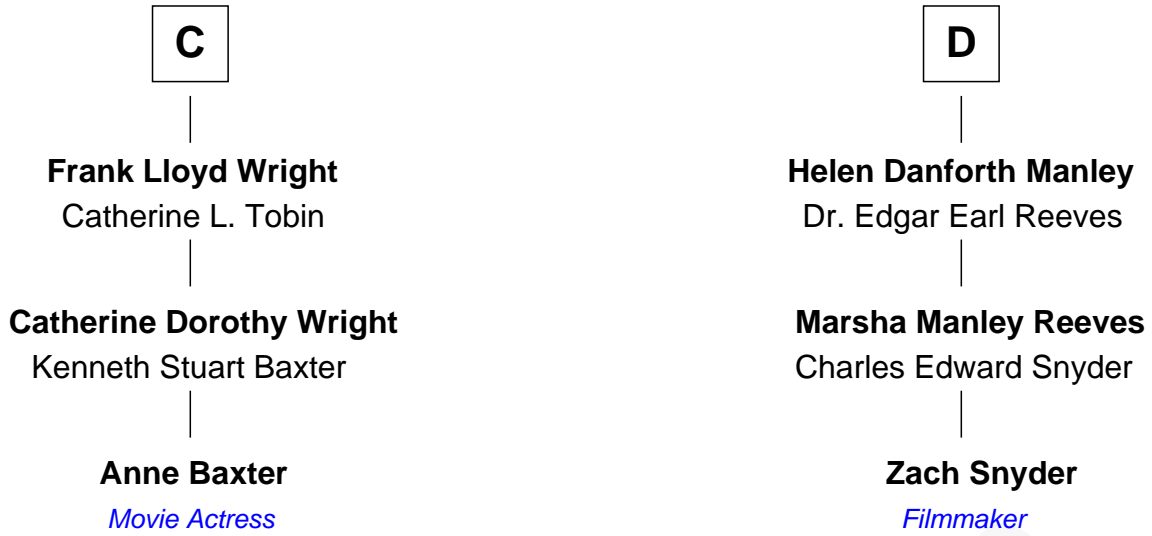 C
Frank Lloyd Wright
Catherine L. Tobin
Catherine Dorothy Wright
Kenneth Stuart Baxter
Anne Baxter
Movie Actress
D
Helen Danforth Manley
Dr. Edgar Earl Reeves
Marsha Manley Reeves
Charles Edward Snyder
Zach Snyder
Filmmaker